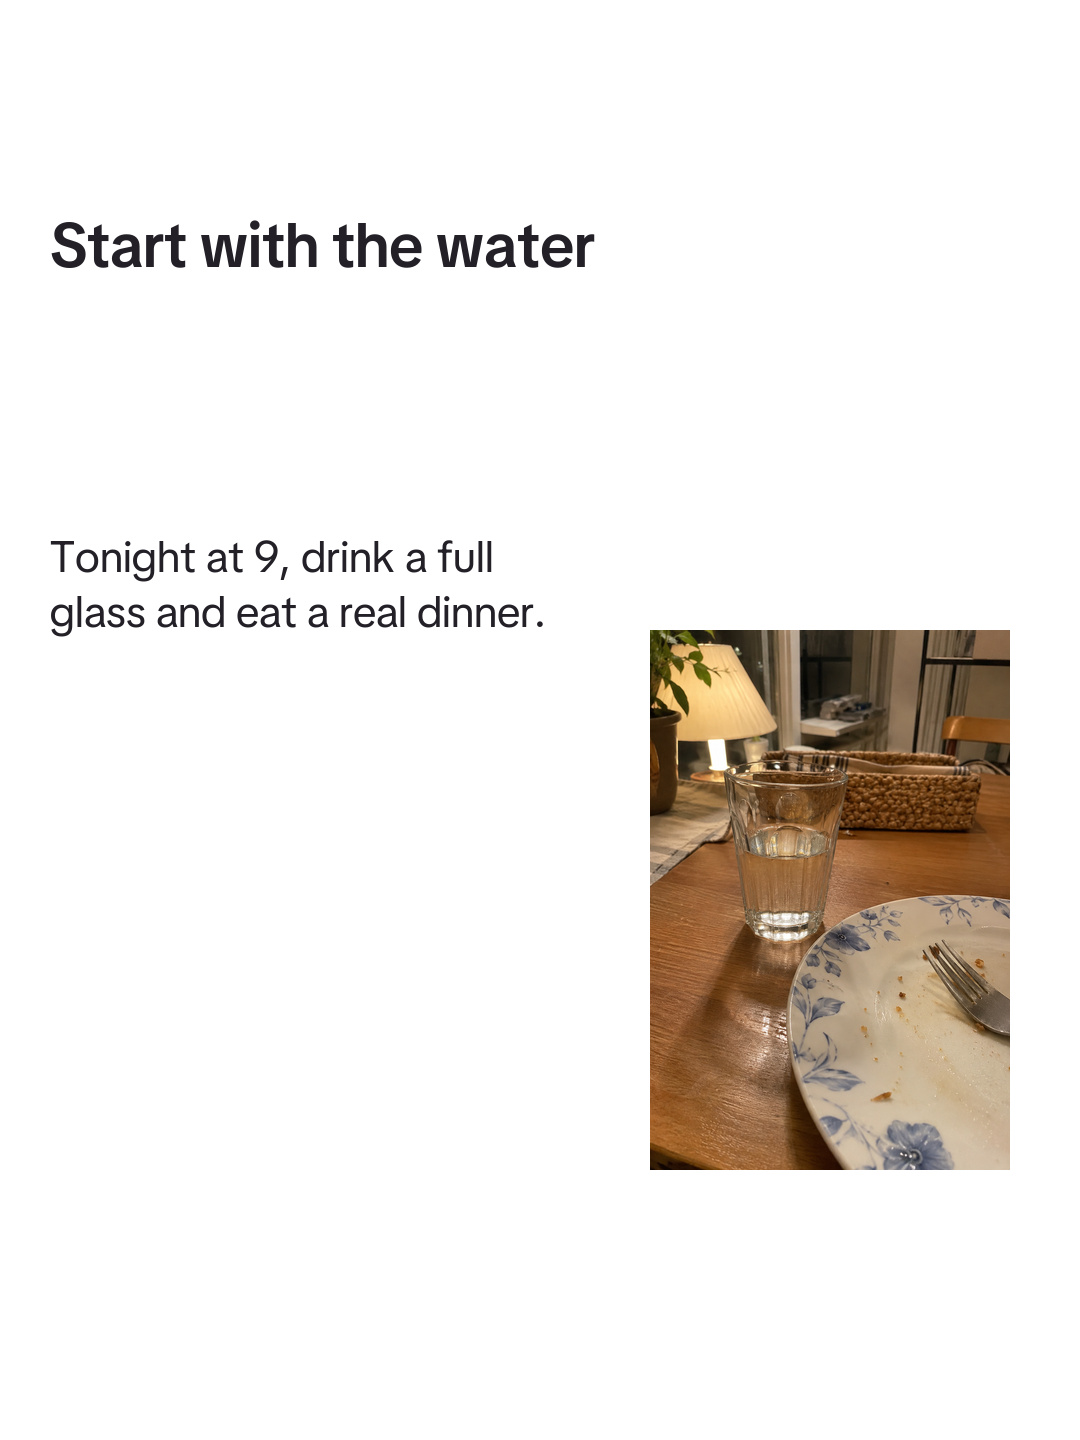 Start with the water
Tonight at 9, drink a full
glass and eat a real dinner.